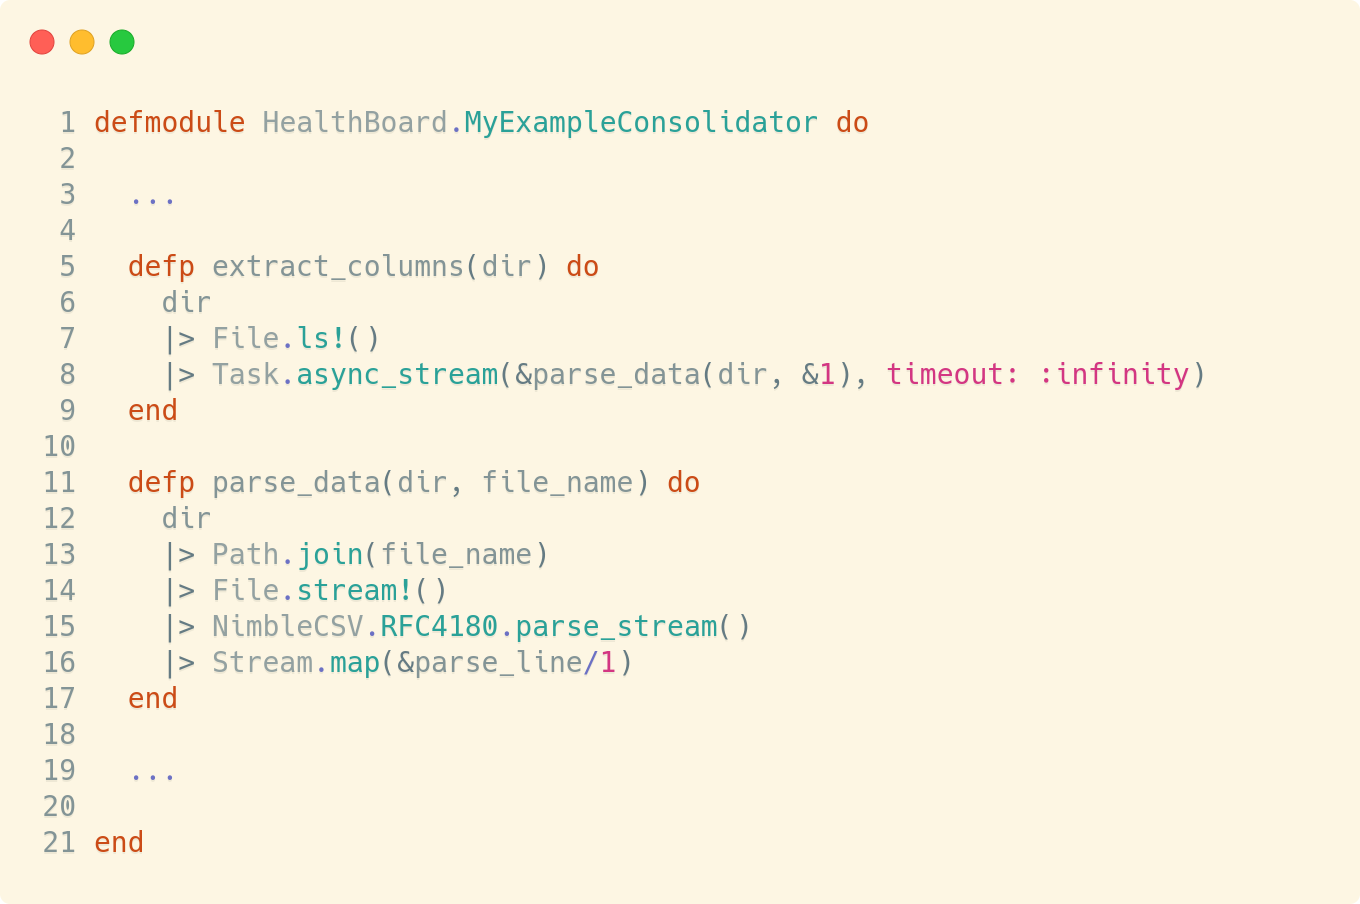 1 defmodule HealthBoard.MyExampleConsolidator do
2
3   ...
4
5   defp extract_columns(dir) do
6     dir
7     |> File.ls!()
8     |> Task.async_stream(&parse_data(dir, &1), timeout: :infinity)
9   end
10
11   defp parse_data(dir, file_name) do
12     dir
13     |> Path.join(file_name)
14     |> File.stream!()
15     |> NimbleCSV.RFC4180.parse_stream()
16     |> Stream.map(&parse_line/1)
17   end
18
19   ...
20
21 end